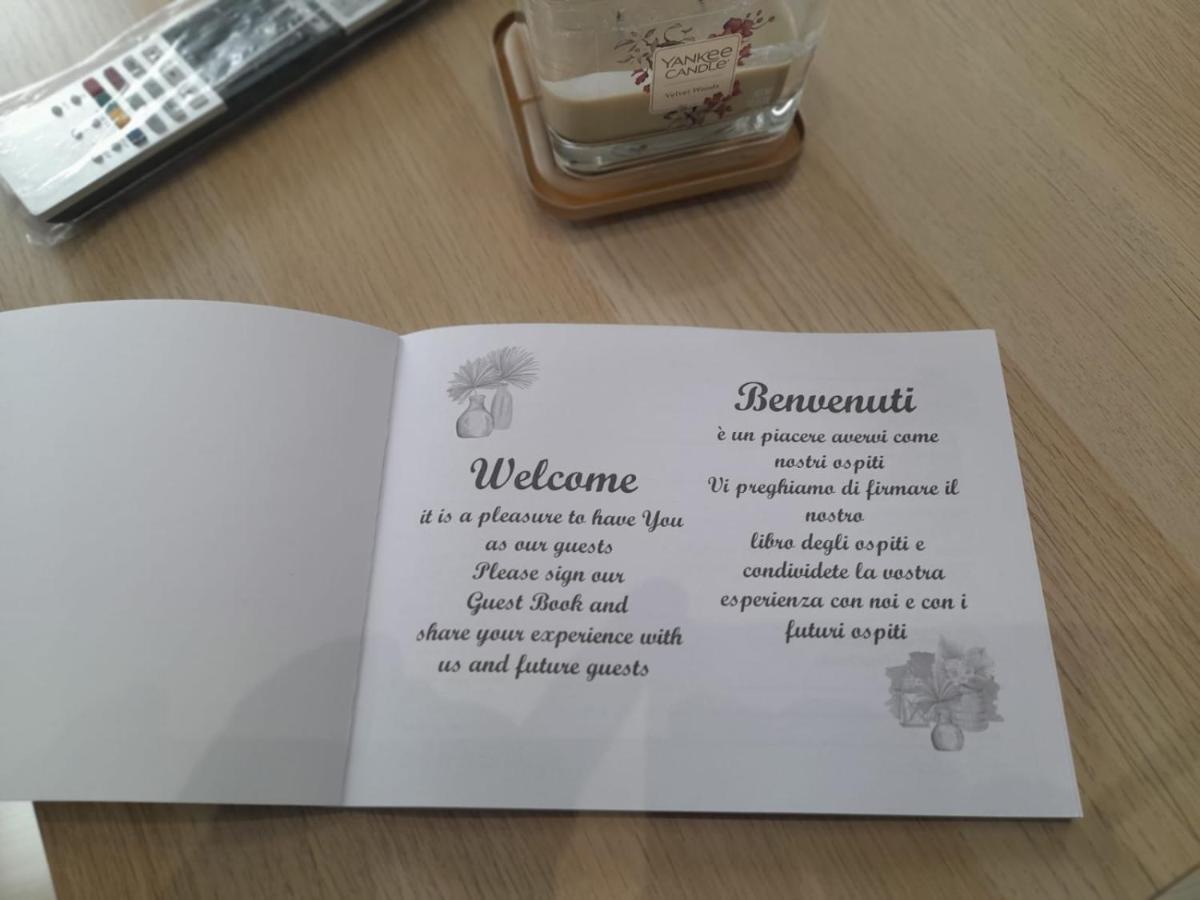 YANKEE
CANDLE
Velvet Woods
Welcome
it is a pleasure to have You
as our guests
Please sign our
Guest Book and
share your experience with
us and future guests
Benvenuti
è un piacere avervi come
nostri ospiti
Vi preghiamo di firmare il
nostro
libro degli ospiti e
condividete la vostra
esperienza con noi e con i
futuri ospiti